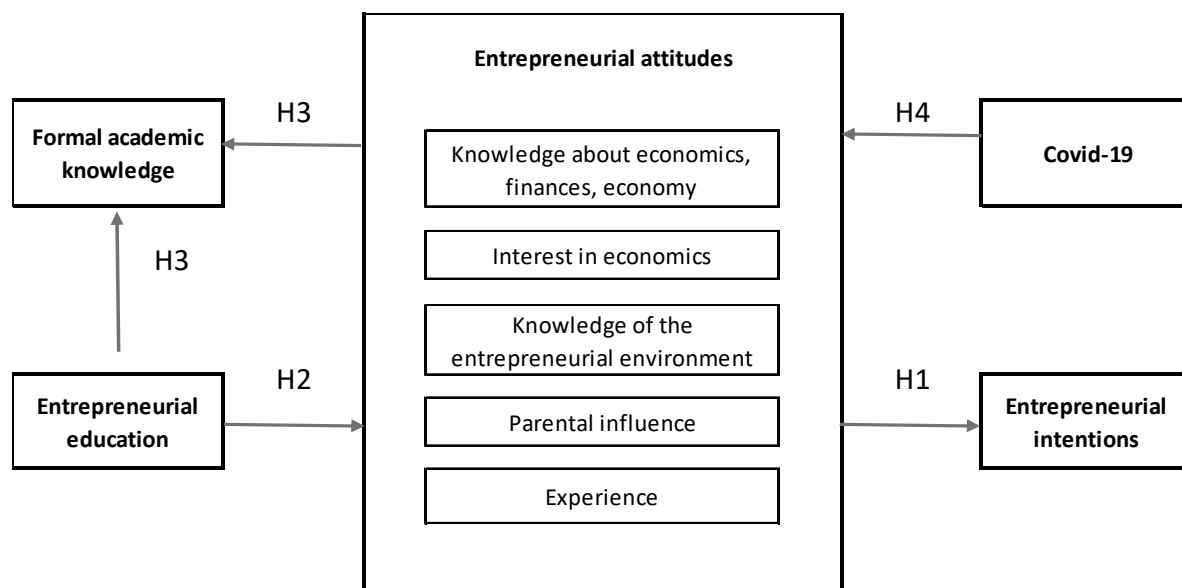 Entrepreneurial attitudes
H3
H4
Formal academic
knowledge
Knowledge about economics,
finances, economy
Covid-19
Interest in economics
H3
Knowledge of the
entrepreneurial environment
H2
H1
Entrepreneurial
education
Parental influence
Entrepreneurial
intentions
Experience